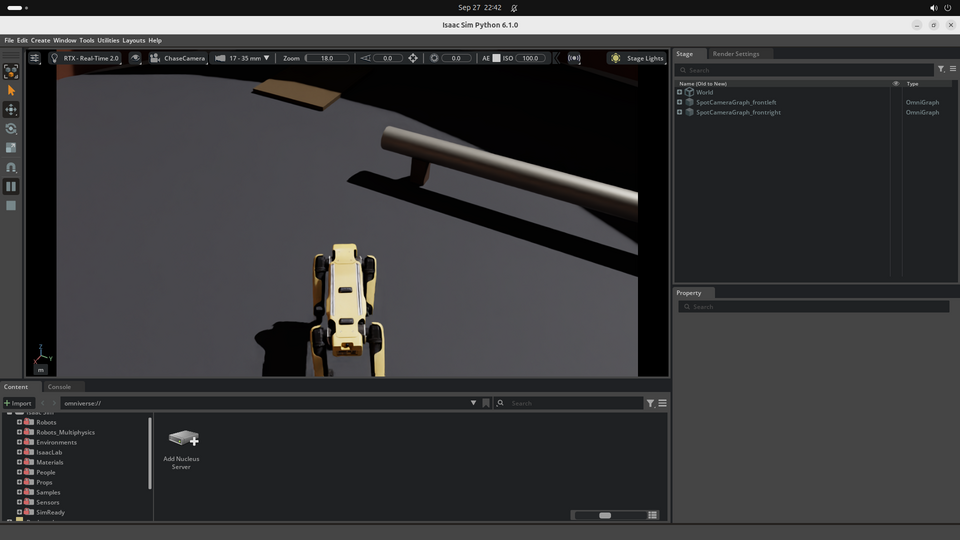 Sep 27 22:42
Isaac Sim Python 6.1.0
File Edit Create Window Tools Utilities Layouts Help
RTX - Real-Time 2.0 ChaseCamera 17 - 35 mm Zoom 18.0 0.0 0.0 AE ISO 100.0 Stage Lights
Stage Render Settings
Search
Name (Old to New) Type
World
SpotCameraGraph_frontleft OmniGraph
SpotCameraGraph_frontright OmniGraph
Z
Y
X
m
Property
Search
Content Console
Import omniverse:// Search
Robots
Robots_Multiphysics
Environments
IsaacLab
Materials
People
Props
Samples
Sensors
SimReady
Add Nucleus
Server